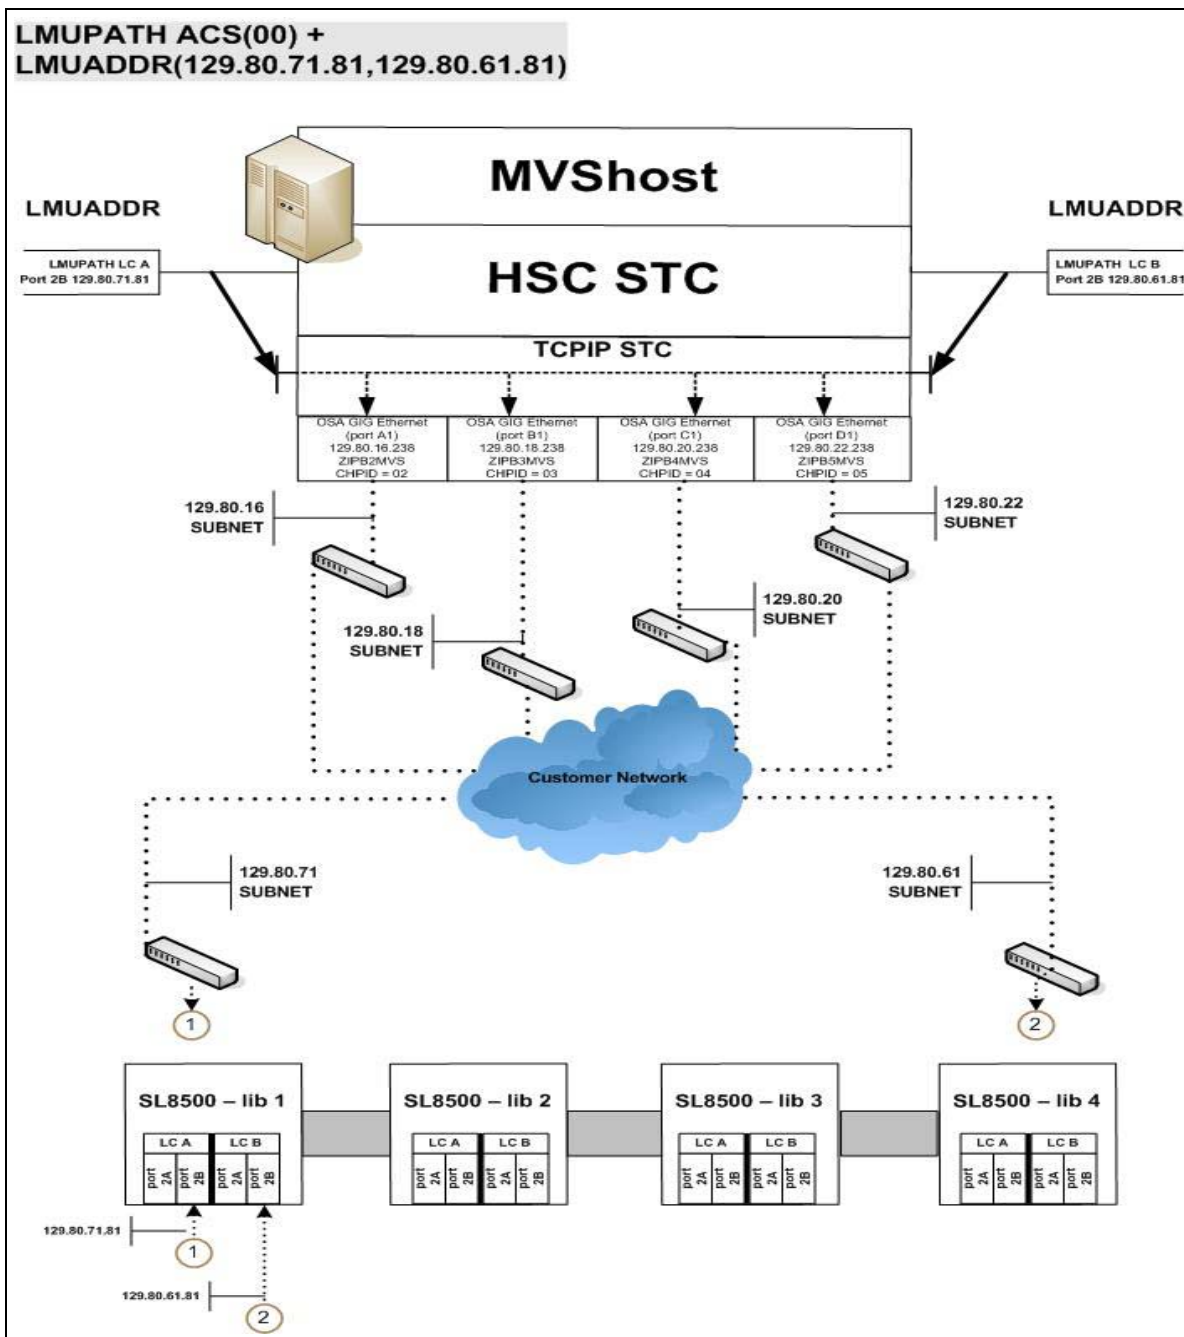 LMUPATH ACS(00) +
LMUADDR(129.80.71.81,129.80.61.81)
MVShost
LMUADDR
LMUADDR
LMUPATH LC A
Port 2B 129.80.71.81
HSC STC
LMUPATH LC B
Port 2B 129.80.61.81
TCPIP STC
OSA GIG Ethernet
(port A1)
129.80.16.238
ZIPB2MVS
CHPID = 02
OSA GIG Ethernet
(port B1)
129.80.18.238
ZIPB3MVS
CHPID = 03
OSA GIG Ethernet
(port C1)
129.80.20.238
ZIPB4MVS
CHPID = 04
OSA GIG Ethernet
(port D1)
129.80.22.238
ZIPB5MVS
CHPID = 05
129.80.16
SUBNET
129.80.22
SUBNET
129.80.18
SUBNET
129.80.20
SUBNET
Customer Network
129.80.71
SUBNET
129.80.61
SUBNET
1
2
SL8500 – lib 1
LC A
LC B
port 2A
port 2B
port 2A
port 2B
SL8500 – lib 2
LC A
LC B
port 2A
port 2B
port 2A
port 2B
SL8500 – lib 3
LC A
LC B
port 2A
port 2B
port 2A
port 2B
SL8500 – lib 4
LC A
LC B
port 2A
port 2B
port 2A
port 2B
129.80.71.81
1
129.80.61.81
2